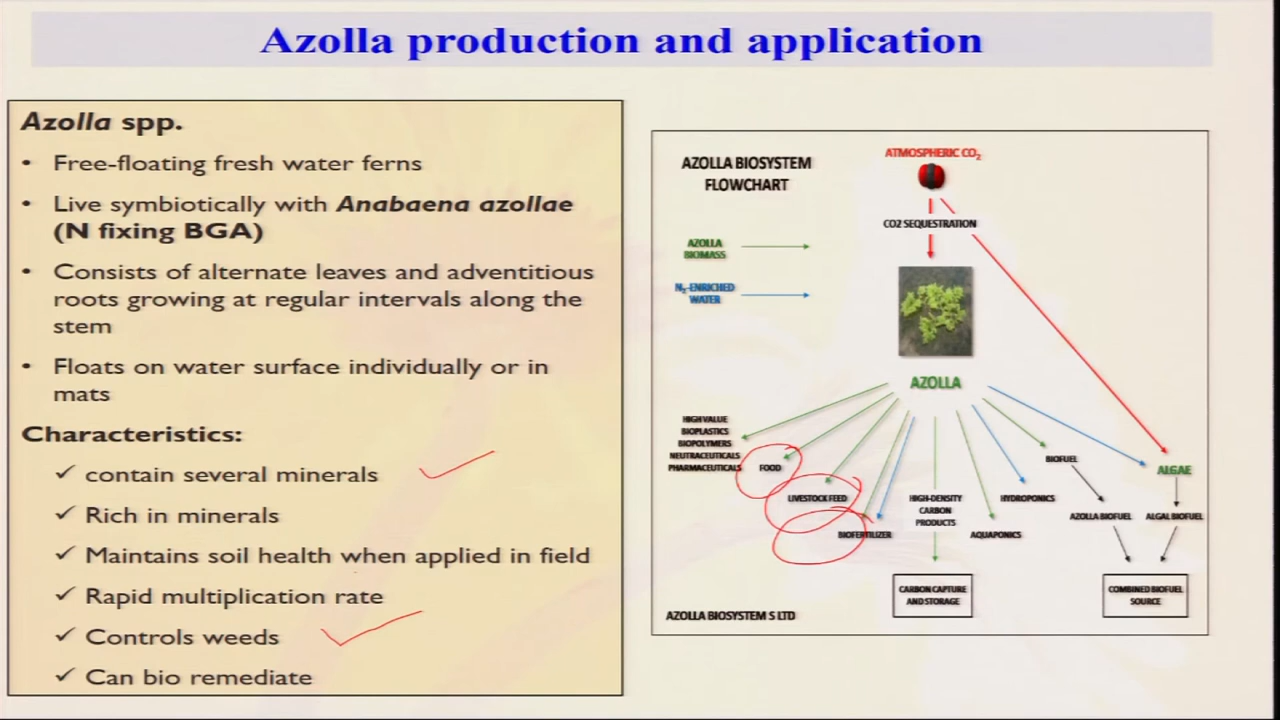 Azolla production and application
Azolla spp.
• Free-floating fresh water ferns
• Live symbiotically with Anabaena azollae
(N fixing BGA)
• Consists of alternate leaves and adventitious
roots growing at regular intervals along the
stem
• Floats on water surface individually or in
mats
Characteristics:
✓ contain several minerals
✓ Rich in minerals
✓ Maintains soil health when applied in field
✓ Rapid multiplication rate
✓ Controls weeds
✓ Can bio remediate
AZOLLA BIOSYSTEM
FLOWCHART
ATMOSPHERIC CO₂
CO2 SEQUESTRATION
AZOLLA
BIOMASS
N₂-ENRICHED
WATER
AZOLLA
HIGH VALUE
BIOPLASTICS
BIOPOLYMERS
NEUTRACEUTICALS
PHARMACEUTICALS
FOOD
LIVESTOCK FEED
BIOFERTILIZER
HIGH-DENSITY
CARBON
PRODUCTS
AQUAPONICS
HYDROPONICS
BIOFUEL
ALGAE
AZOLLA BIOFUEL
ALGAL BIOFUEL
CARBON CAPTURE
AND STORAGE
COMBINED BIOFUEL
SOURCE
AZOLLA BIOSYSTEM S LTD